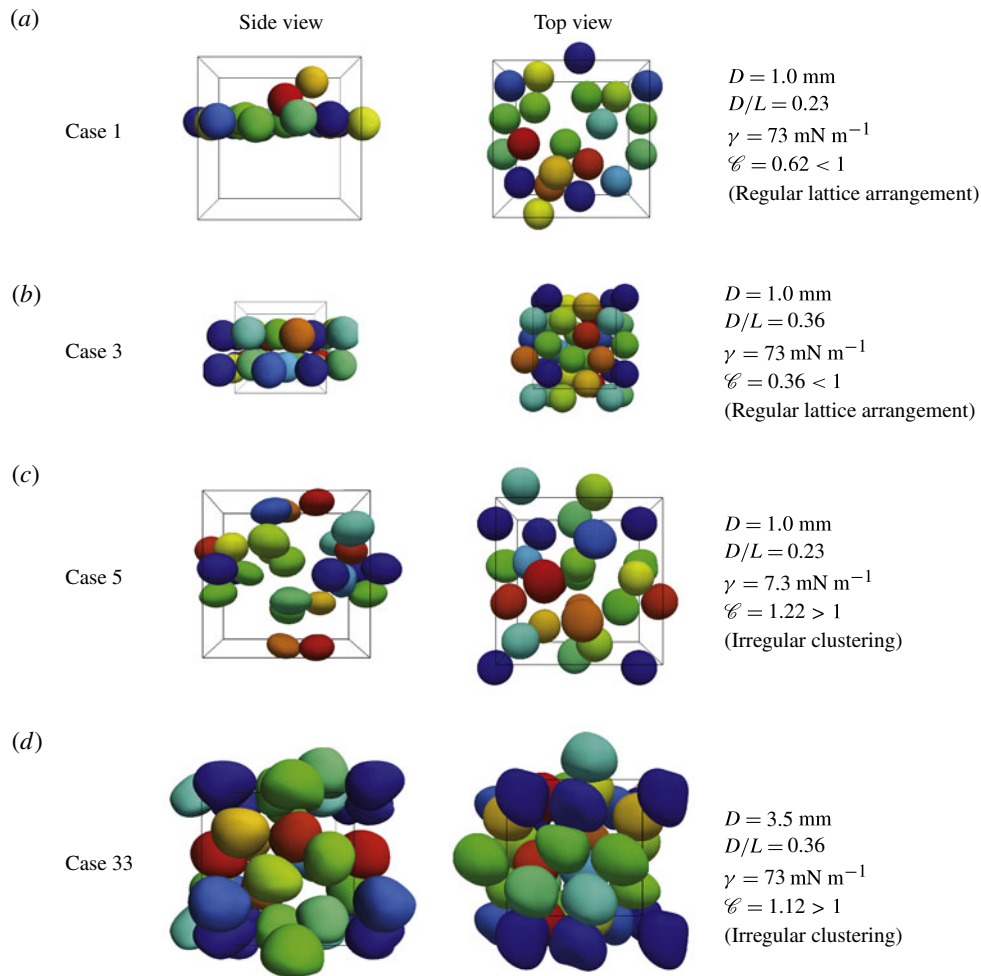 (a)
Side view
Top view
Case 1
D = 1.0 mm
D/L = 0.23
γ = 73 mN m⁻¹
𝒞 = 0.62 < 1
(Regular lattice arrangement)
(b)
Case 3
D = 1.0 mm
D/L = 0.36
γ = 73 mN m⁻¹
𝒞 = 0.36 < 1
(Regular lattice arrangement)
(c)
Case 5
D = 1.0 mm
D/L = 0.23
γ = 7.3 mN m⁻¹
𝒞 = 1.22 > 1
(Irregular clustering)
(d)
Case 33
D = 3.5 mm
D/L = 0.36
γ = 73 mN m⁻¹
𝒞 = 1.12 > 1
(Irregular clustering)